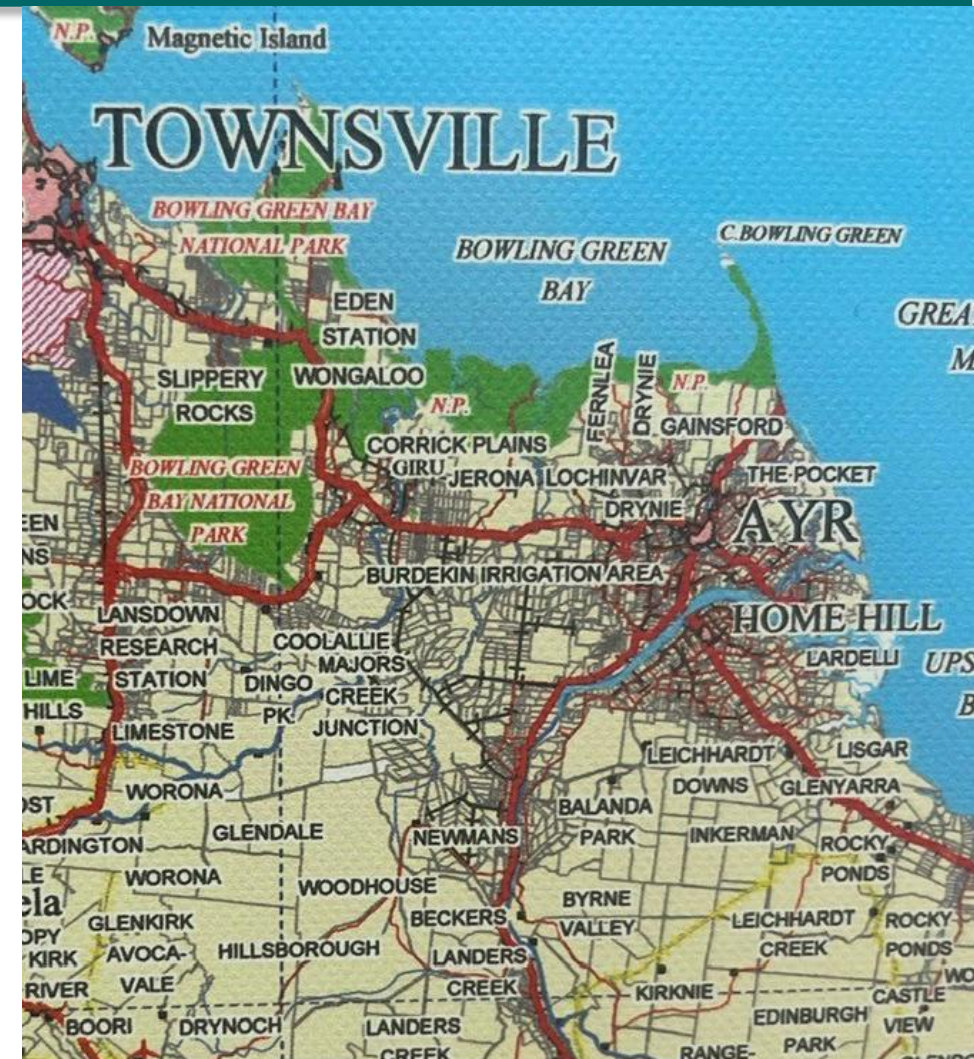 N.P.
Magnetic Island
TOWNSVILLE
BOWLING GREEN BAY
NATIONAL PARK
C.BOWLING GREEN
BOWLING GREEN
BAY
EDEN
STATION
GREA
M
SLIPPERY
ROCKS
WONGALOO
FERNLEA
DRYNIE
N.P.
N.P.
GAINSFORD
CORRICK PLAINS
GIRU
JERONA
LOCHINVAR
THE POCKET
BOWLING GREEN
BAY NATIONAL
PARK
DRYNIE
AYR
EEN
NS
BURDEKIN IRRIGATION AREA
OCK
LANSDOWN
RESEARCH
STATION
HOME HILL
COOLALLIE
MAJORS
CREEK
JUNCTION
LARDELLI
UPS
B
LIME
HILLS
DINGO
PK.
LIMESTONE
LEICHHARDT
DOWNS
LISGAR
GLENYARRA
WORONA
OST
BALANDA
PARK
ARDINGTON
GLENDALE
NEWMANS
INKERMAN
ROCKY
PONDS
LE
WORONA
WOODHOUSE
ela
BYRNE
VALLEY
GLENKIRK
BECKERS
LEICHHARDT
CREEK
ROCKY
PONDS
OPY
KIRK
AVOCA-
VALE
HILLSBOROUGH
LANDERS
CREEK
WO
RIVER
KIRKNIE
CASTLE
VIEW
BOORI
DRYNOCH
LANDERS
CREEK
EDINBURGH
PARK
RANGE-